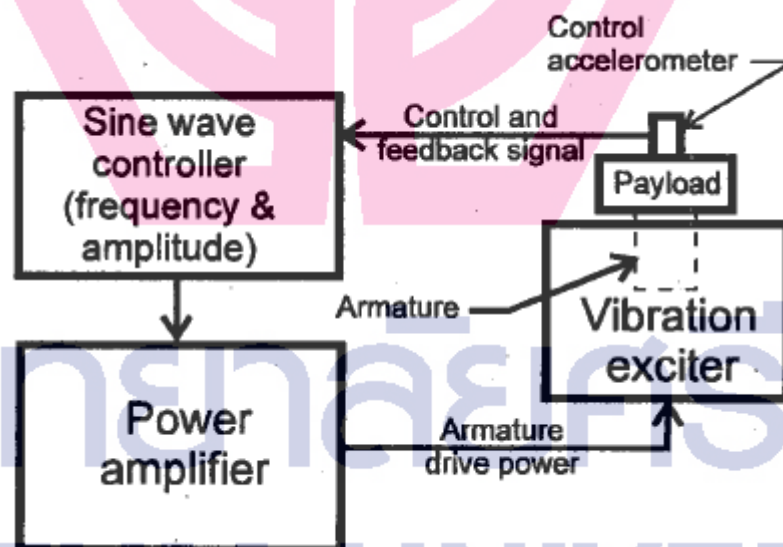 Control
accelerometer
Sine wave
controller
(frequency &
amplitude)
Control and
feedback signal
Payload
Armature
Vibration
exciter
Power
amplifier
Armature
drive power